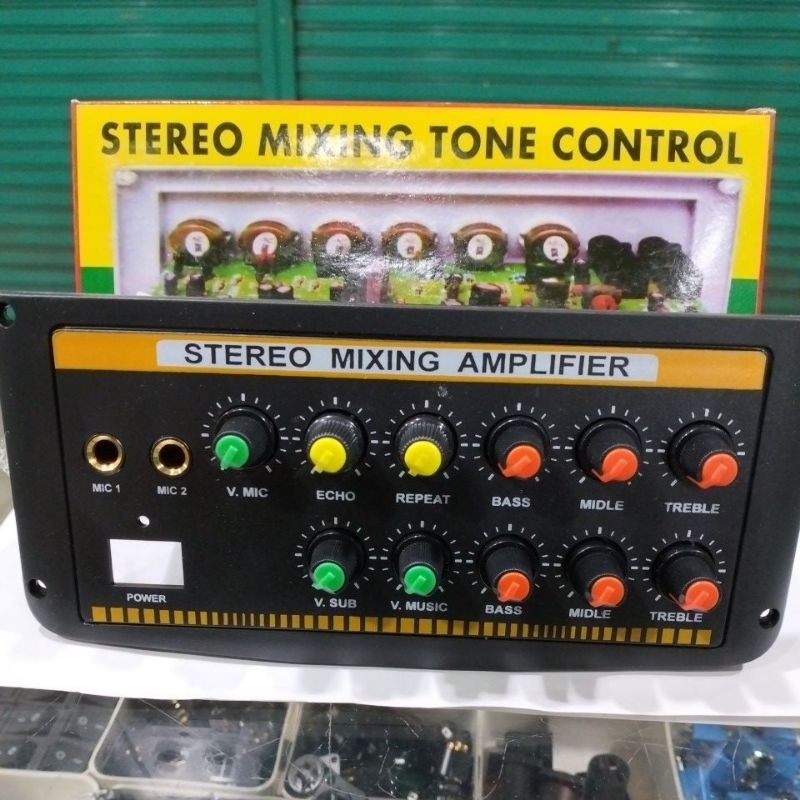 STEREO MIXING TONE CONTROL
STEREO MIXING AMPLIFIER
MIC 1
MIC 2
V. MIC
ECHO
REPEAT
BASS
MIDLE
TREBLE
POWER
V. SUB
V. MUSIC
BASS
MIDLE
TREBLE